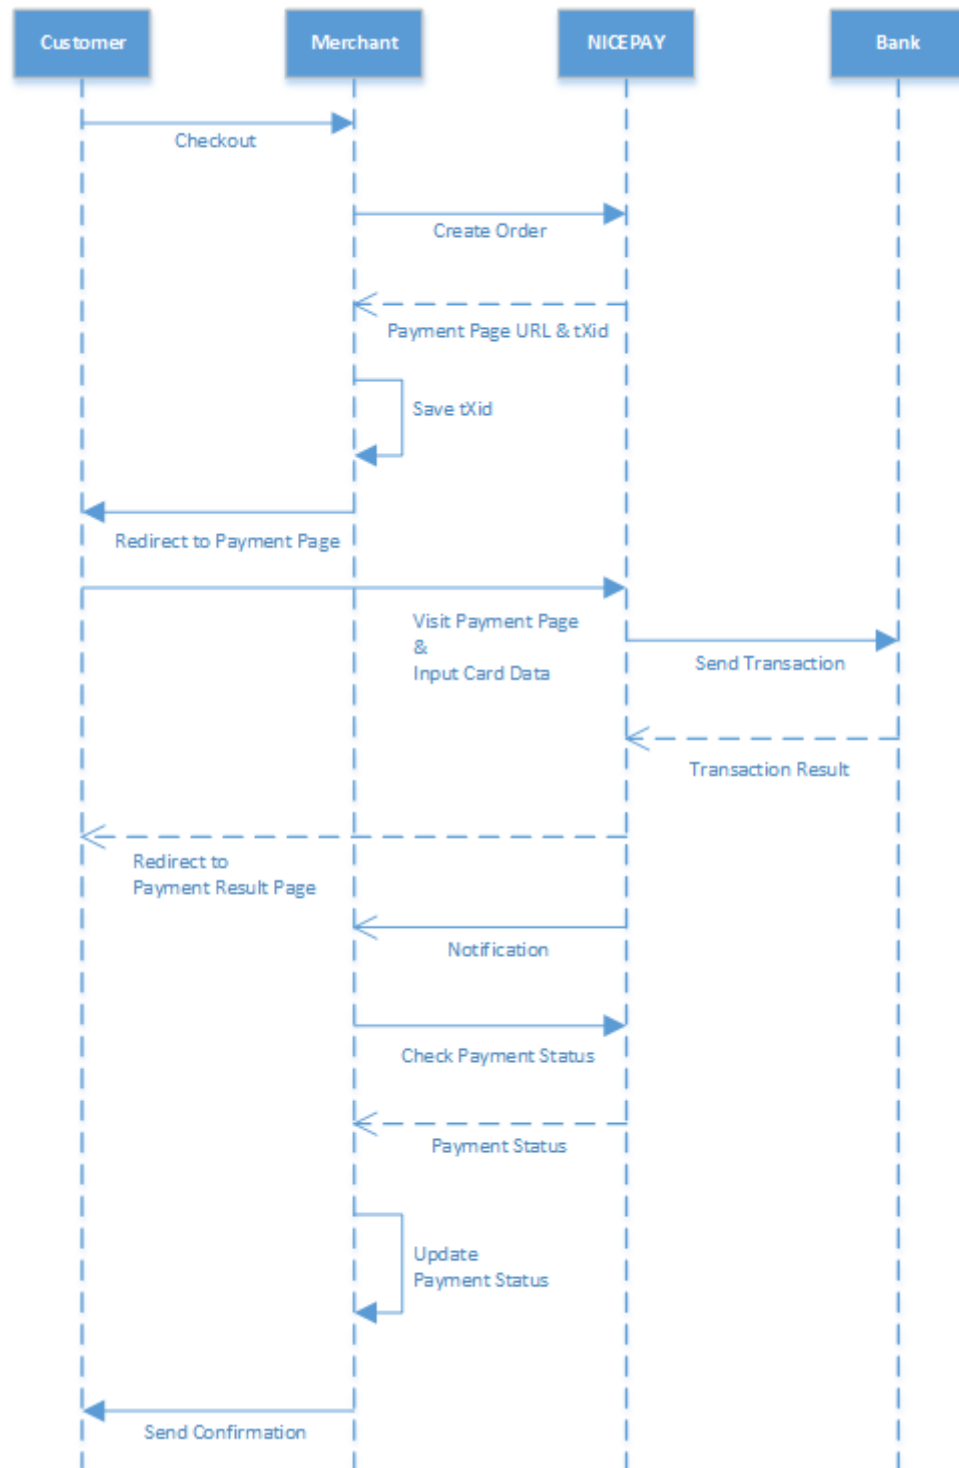 Customer
Merchant
NICEPAY
Bank
Checkout
Create Order
Payment Page URL & tXid
Save tXid
Redirect to Payment Page
Visit Payment Page
&
Input Card Data
Send Transaction
Transaction Result
Redirect to
Payment Result Page
Notification
Check Payment Status
Payment Status
Update
Payment Status
Send Confirmation